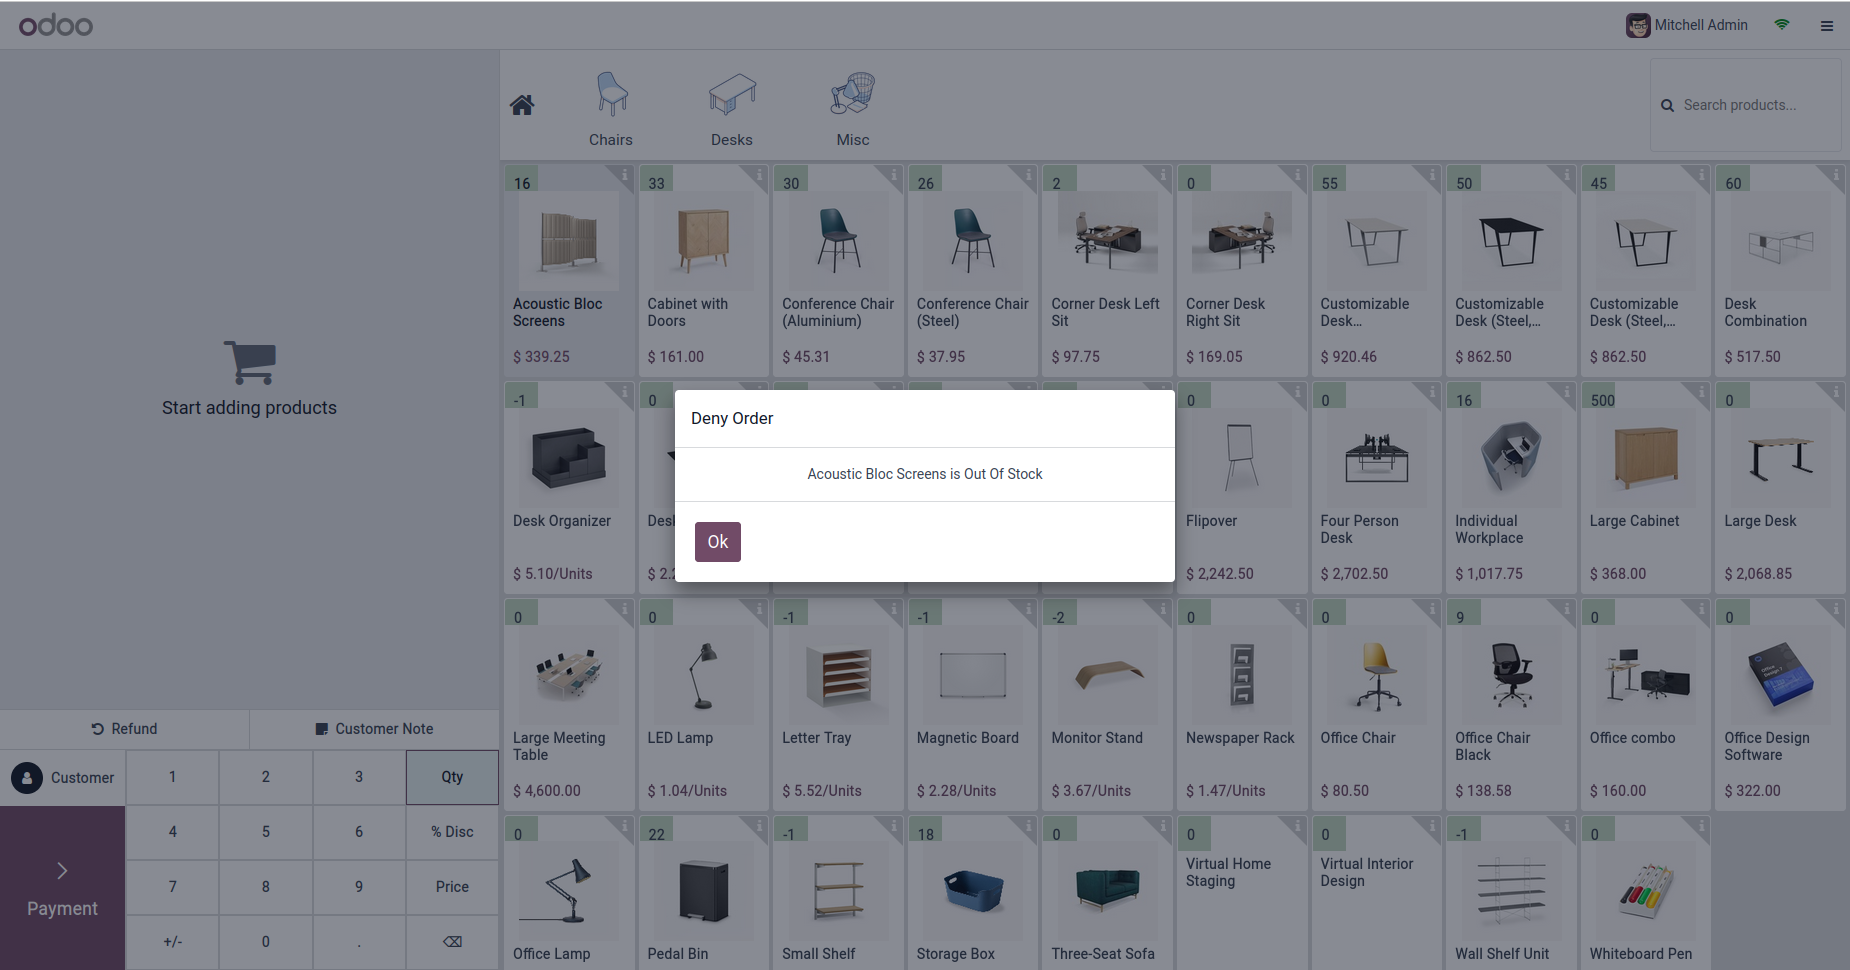 odoo
Mitchell Admin
Chairs
Desks
Misc
Search products...
Start adding products
16
Acoustic Bloc
Screens
$ 339.25
33
Cabinet with
Doors
$ 161.00
30
Conference Chair
(Aluminium)
$ 45.31
26
Conference Chair
(Steel)
$ 37.95
2
Corner Desk Left
Sit
$ 97.75
0
Corner Desk
Right Sit
$ 169.05
55
Customizable
Desk...
$ 920.46
50
Customizable
Desk (Steel,...
$ 862.50
45
Customizable
Desk (Steel,...
$ 862.50
60
Desk
Combination
$ 517.50
-1
Desk Organizer
$ 5.10/Units
0
Deny Order
Acoustic Bloc Screens is Out Of Stock
Ok
0
Flipover
$ 2,242.50
0
Four Person
Desk
$ 2,702.50
16
Individual
Workplace
$ 1,017.75
500
Large Cabinet
$ 368.00
0
Large Desk
$ 2,068.85
0
Large Meeting
Table
$ 4,600.00
0
LED Lamp
$ 1.04/Units
-1
Letter Tray
$ 5.52/Units
-1
Magnetic Board
$ 2.28/Units
-2
Monitor Stand
$ 3.67/Units
0
Newspaper Rack
$ 1.47/Units
0
Office Chair
$ 80.50
9
Office Chair
Black
$ 138.58
0
Office combo
$ 160.00
0
Office Design
Software
$ 322.00
0
Office Lamp
22
Pedal Bin
-1
Small Shelf
18
Storage Box
0
Three-Seat Sofa
0
Virtual Home
Staging
0
Virtual Interior
Design
-1
Wall Shelf Unit
0
Whiteboard Pen
Refund
Customer Note
Customer
1
2
3
Qty
4
5
6
% Disc
7
8
9
Price
+/-
0
.
Payment